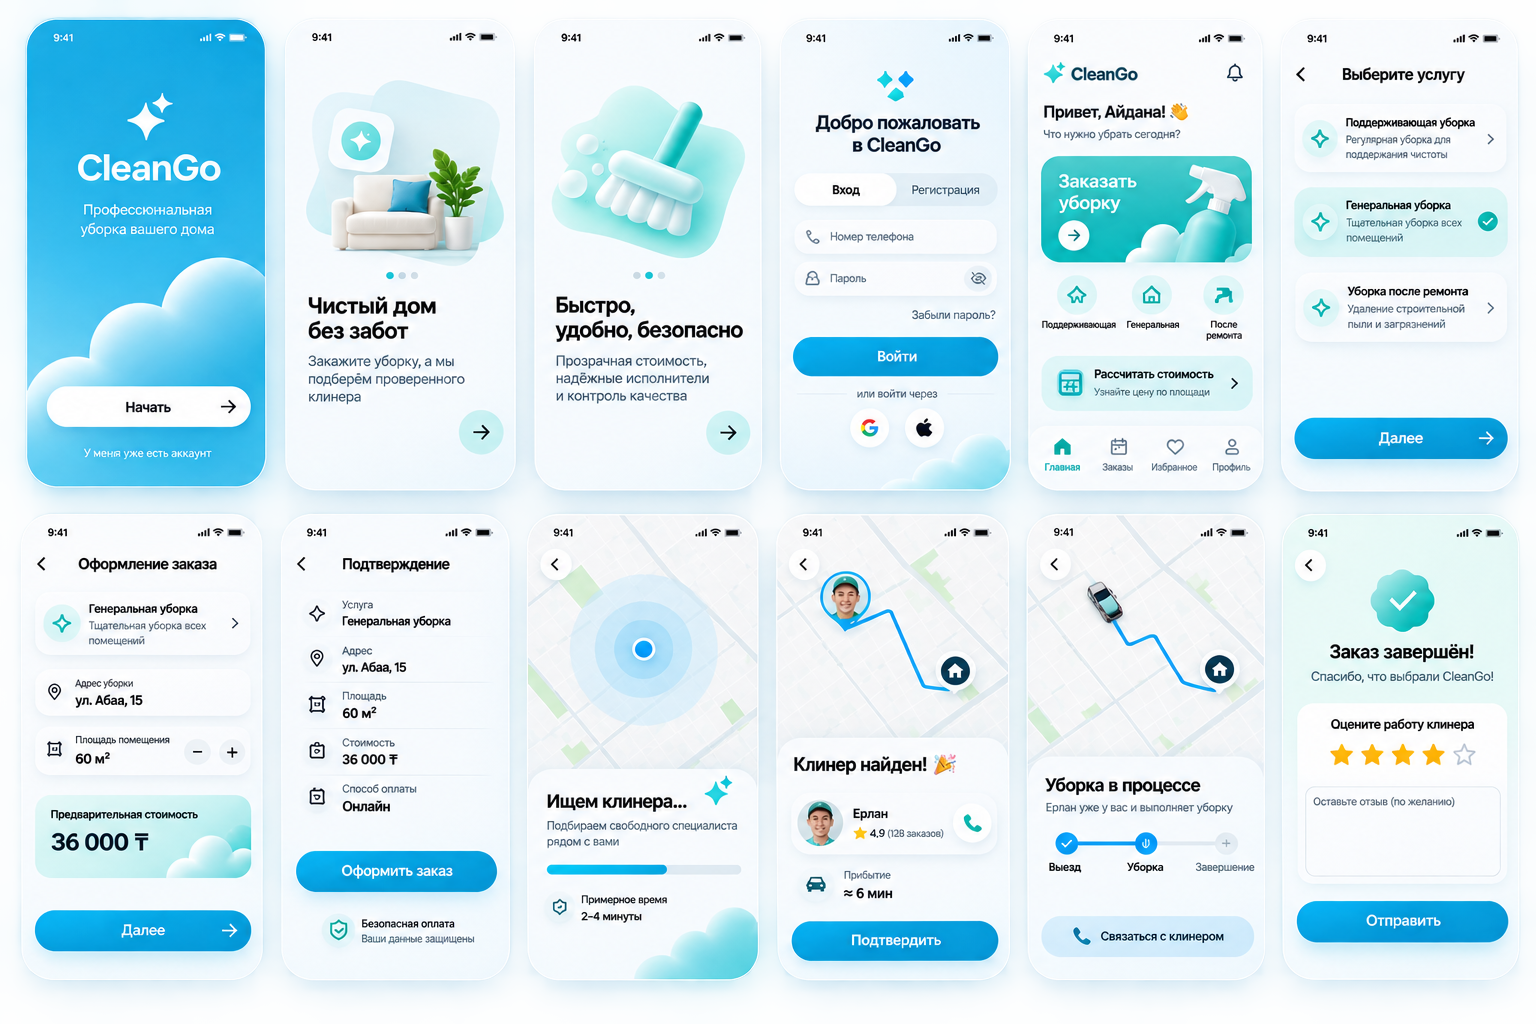 9:41
CleanGo
Профессиональная
уборка вашего дома
Начать
У меня уже есть аккаунт
9:41
Чистый дом
без забот
Закажите уборку, а мы
подберём проверенного
клинера
9:41
Быстро,
удобно, безопасно
Прозрачная стоимость,
надёжные исполнители
и контроль качества
9:41
Добро пожаловать
в CleanGo
Вход
Регистрация
Номер телефона
Пароль
Забыли пароль?
Войти
или войти через
9:41
CleanGo
Привет, Айдана! 👋
Что нужно убрать сегодня?
Заказать
уборку
Поддерживающая
Генеральная
После
ремонта
Рассчитать стоимость
Узнайте цену по площади
Главная
Заказы
Избранное
Профиль
9:41
Выберите услугу
Поддерживающая уборка
Регулярная уборка для
поддержания чистоты
Генеральная уборка
Тщательная уборка всех
помещений
Уборка после ремонта
Удаление строительной
пыли и загрязнений
Далее
9:41
Оформление заказа
Генеральная уборка
Тщательная уборка всех
помещений
Адрес уборки
ул. Абаа, 15
Площадь помещения
60 м²
Предварительная стоимость
36 000 ₸
Далее
9:41
Подтверждение
Услуга
Генеральная уборка
Адрес
ул. Абаа, 15
Площадь
60 м²
Стоимость
36 000 ₸
Способ оплаты
Онлайн
Оформить заказ
Безопасная оплата
Ваши данные защищены
9:41
Ищем клинера...
Подбираем свободного специалиста
рядом с вами
Примерное время
2–4 минуты
9:41
Клинер найден! 🎉
Ерлан
4,9 (128 заказов)
Прибытие
≈ 6 мин
Подтвердить
9:41
Уборка в процессе
Ерлан уже у вас и выполняет уборку
Выезд
Уборка
Завершение
Связаться с клинером
9:41
Заказ завершён!
Спасибо, что выбрали CleanGo!
Оцените работу клинера
Оставьте отзыв (по желанию)
Отправить